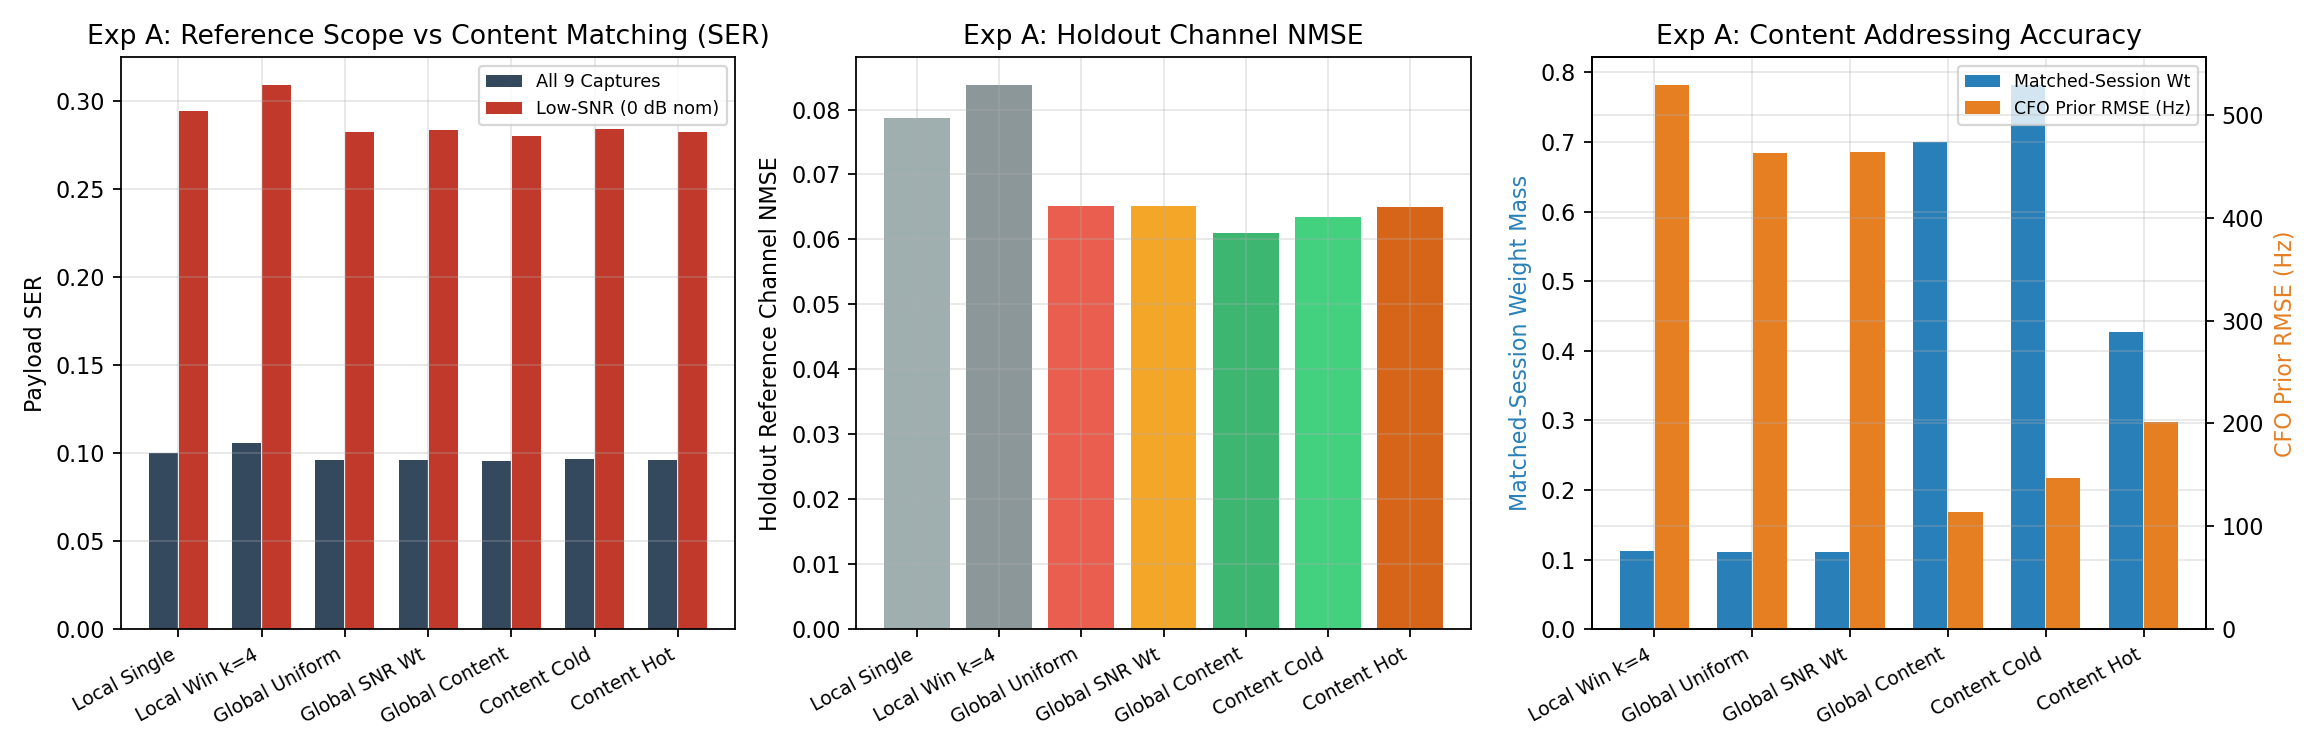 Exp A: Reference Scope vs Content Matching (SER)
All 9 Captures
Low-SNR (0 dB nom)
Payload SER
0.30
0.25
0.20
0.15
0.10
0.05
0.00
Local Single
Local Win k=4
Global Uniform
Global SNR Wt
Global Content
Content Cold
Content Hot
Exp A: Holdout Channel NMSE
Holdout Reference Channel NMSE
0.08
0.07
0.06
0.05
0.04
0.03
0.02
0.01
0.00
Local Single
Local Win k=4
Global Uniform
Global SNR Wt
Global Content
Content Cold
Content Hot
Exp A: Content Addressing Accuracy
Matched-Session Wt
CFO Prior RMSE (Hz)
Matched-Session Weight Mass
0.8
0.7
0.6
0.5
0.4
0.3
0.2
0.1
0.0
500
400
300
200
100
0
CFO Prior RMSE (Hz)
Local Win k=4
Global Uniform
Global SNR Wt
Global Content
Content Cold
Content Hot